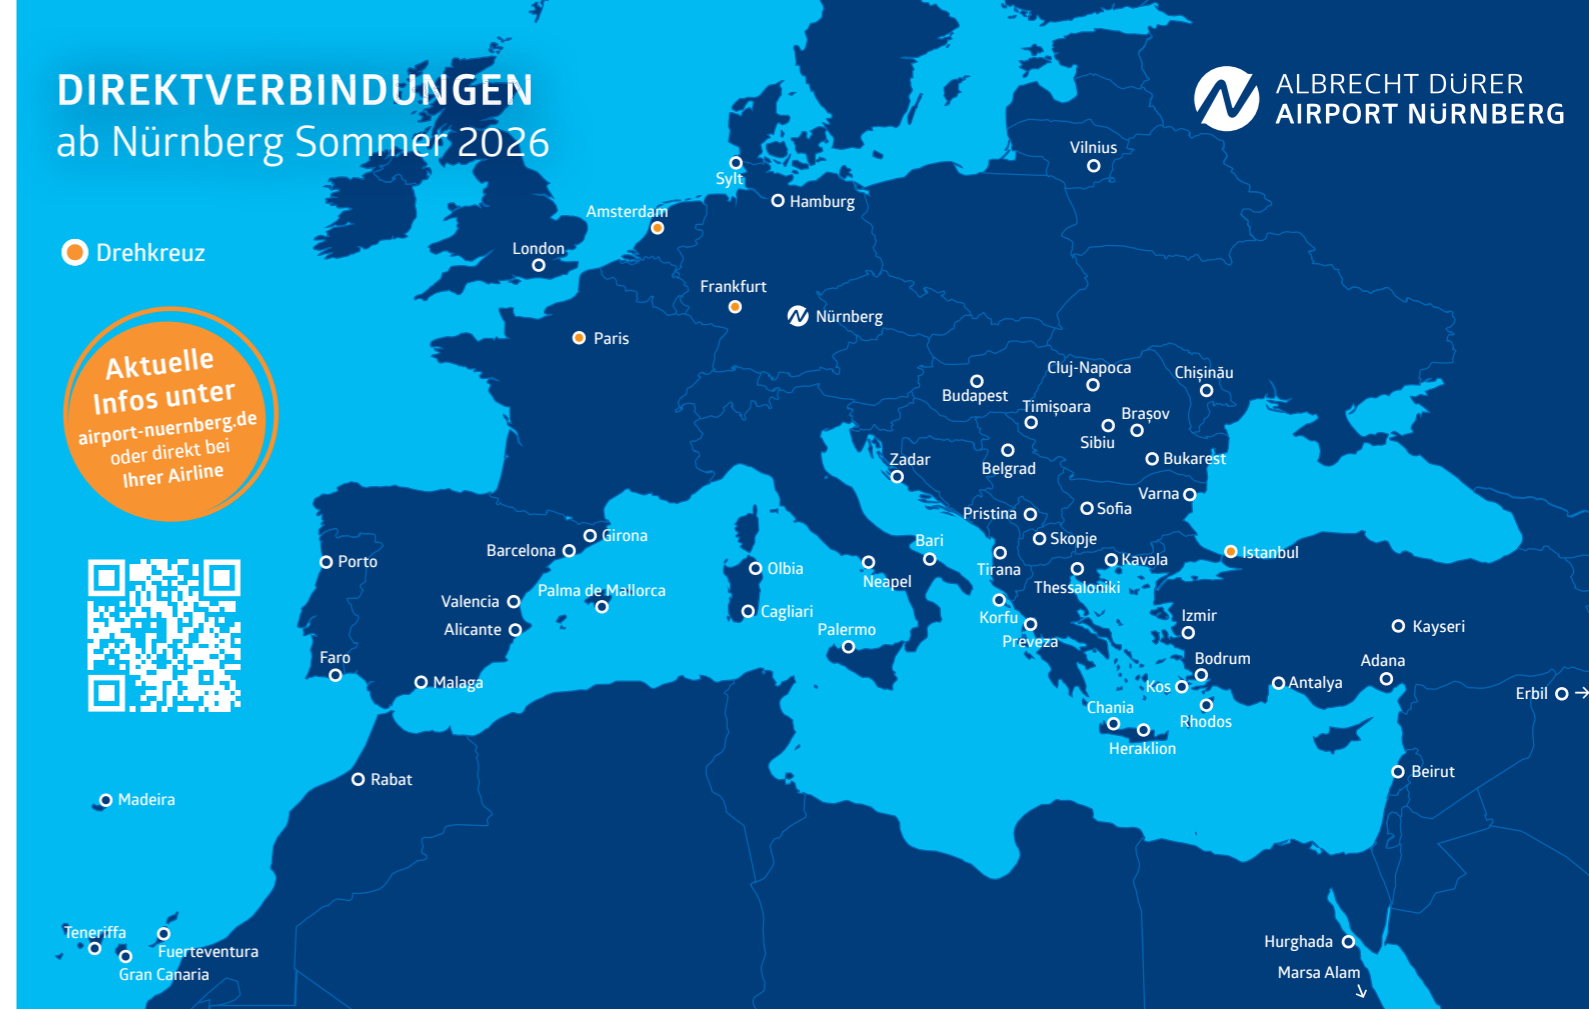 DIREKTVERBINDUNGEN
ab Nürnberg Sommer 2026
ALBRECHT DÜRER
AIRPORT NÜRNBERG
Drehkreuz
Aktuelle
Infos unter
airport-nuernberg.de
oder direkt bei
Ihrer Airline
Vilnius
Sylt
Hamburg
Amsterdam
London
Frankfurt
Nürnberg
Paris
Cluj-Napoca
Chișinău
Budapest
Timișoara
Brașov
Sibiu
Zadar
Belgrad
Bukarest
Varna
Pristina
Sofia
Girona
Skopje
Barcelona
Bari
Istanbul
Porto
Olbia
Neapel
Tirana
Kavala
Thessaloniki
Valencia
Palma de Mallorca
Cagliari
Korfu
Izmir
Alicante
Palermo
Preveza
Kayseri
Faro
Bodrum
Adana
Malaga
Kos
Antalya
Erbil
Chania
Rhodos
Heraklion
Rabat
Beirut
Madeira
Teneriffa
Fuerteventura
Gran Canaria
Hurghada
Marsa Alam